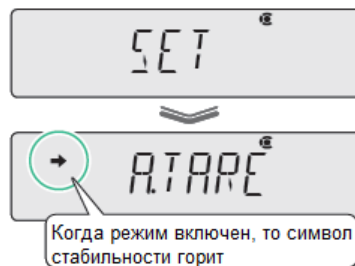 SET
A.TARE
Когда режим включен, то символ
стабильности горит